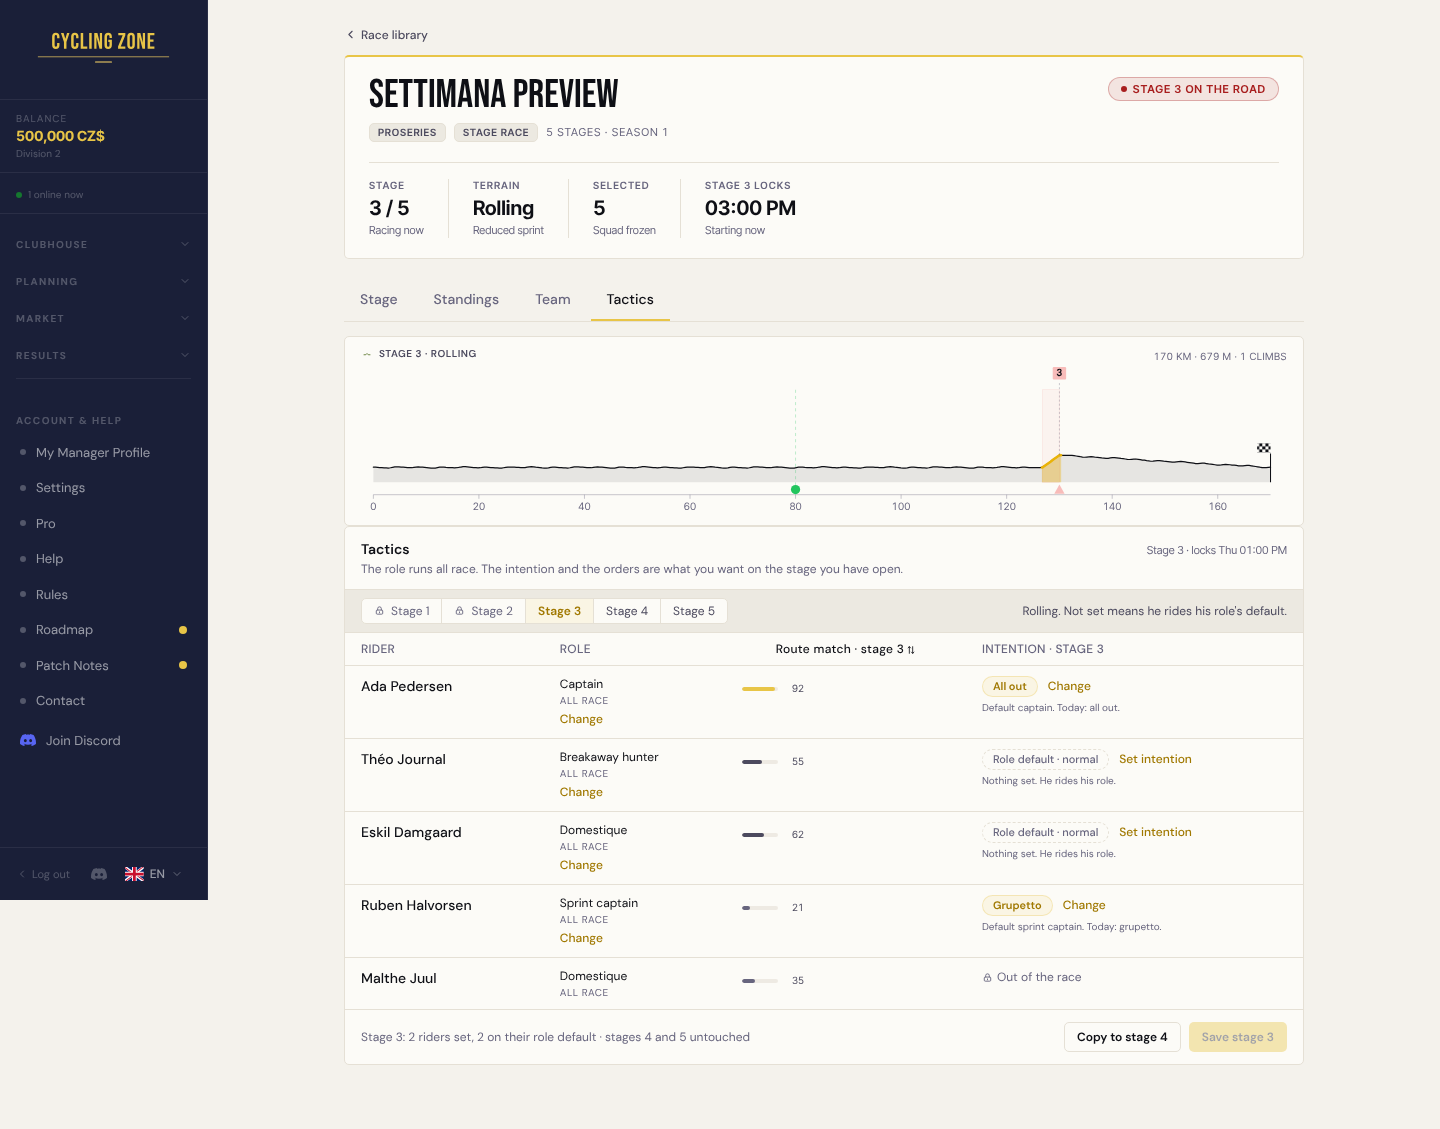 CYCLING ZONE
BALANCE
500,000 CZ$
Division 2
1 online now
CLUBHOUSE
PLANNING
MARKET
RESULTS
ACCOUNT & HELP
My Manager Profile
Settings
Pro
Help
Rules
Roadmap
Patch Notes
Contact
Join Discord
Log out
EN
Race library
SETTIMANA PREVIEW
STAGE 3 ON THE ROAD
PROSERIES STAGE RACE 5 STAGES · SEASON 1
STAGE
3 / 5
Racing now
TERRAIN
Rolling
Reduced sprint
SELECTED
5
Squad frozen
STAGE 3 LOCKS
03:00 PM
Starting now
Stage Standings Team Tactics
STAGE 3 · ROLLING
170 KM · 679 M · 1 CLIMBS
3
0 20 40 60 80 100 120 140 160
Tactics
Stage 3 · locks Thu 01:00 PM
The role runs all race. The intention and the orders are what you want on the stage you have open.
Stage 1 Stage 2 Stage 3 Stage 4 Stage 5
Rolling. Not set means he rides his role's default.
RIDER ROLE Route match · stage 3 ⇅ INTENTION · STAGE 3
Ada Pedersen
Captain
ALL RACE
Change
92
All out Change
Default captain. Today: all out.
Théo Journal
Breakaway hunter
ALL RACE
Change
55
Role default · normal Set intention
Nothing set. He rides his role.
Eskil Damgaard
Domestique
ALL RACE
Change
62
Role default · normal Set intention
Nothing set. He rides his role.
Ruben Halvorsen
Sprint captain
ALL RACE
Change
21
Grupetto Change
Default sprint captain. Today: grupetto.
Malthe Juul
Domestique
ALL RACE
35
Out of the race
Stage 3: 2 riders set, 2 on their role default · stages 4 and 5 untouched
Copy to stage 4
Save stage 3